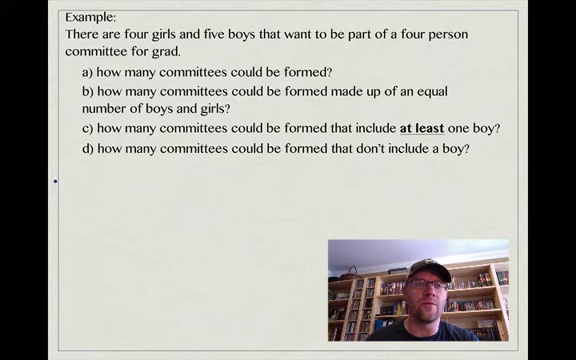 Example:
There are four girls and five boys that want to be part of a four person
committee for grad.
a) how many committees could be formed?
b) how many committees could be formed made up of an equal
number of boys and girls?
c) how many committees could be formed that include at least one boy?
d) how many committees could be formed that don't include a boy?